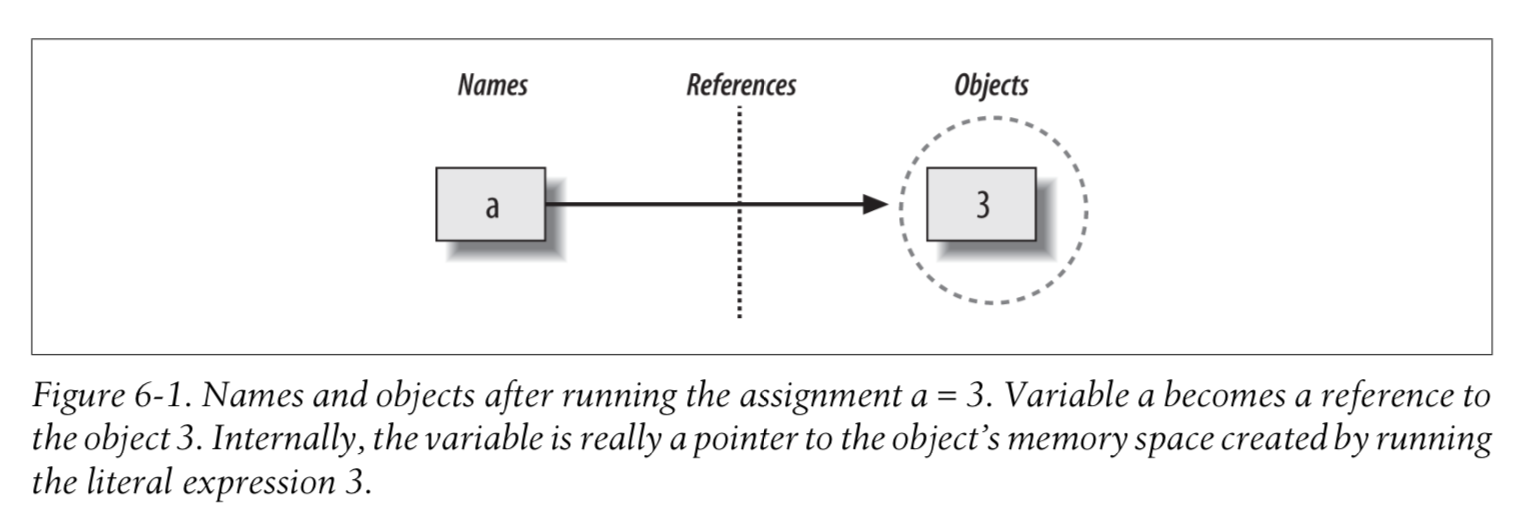 Names References Objects
a 3
Figure 6-1. Names and objects after running the assignment a = 3. Variable a becomes a reference to
the object 3. Internally, the variable is really a pointer to the object’s memory space created by running
the literal expression 3.